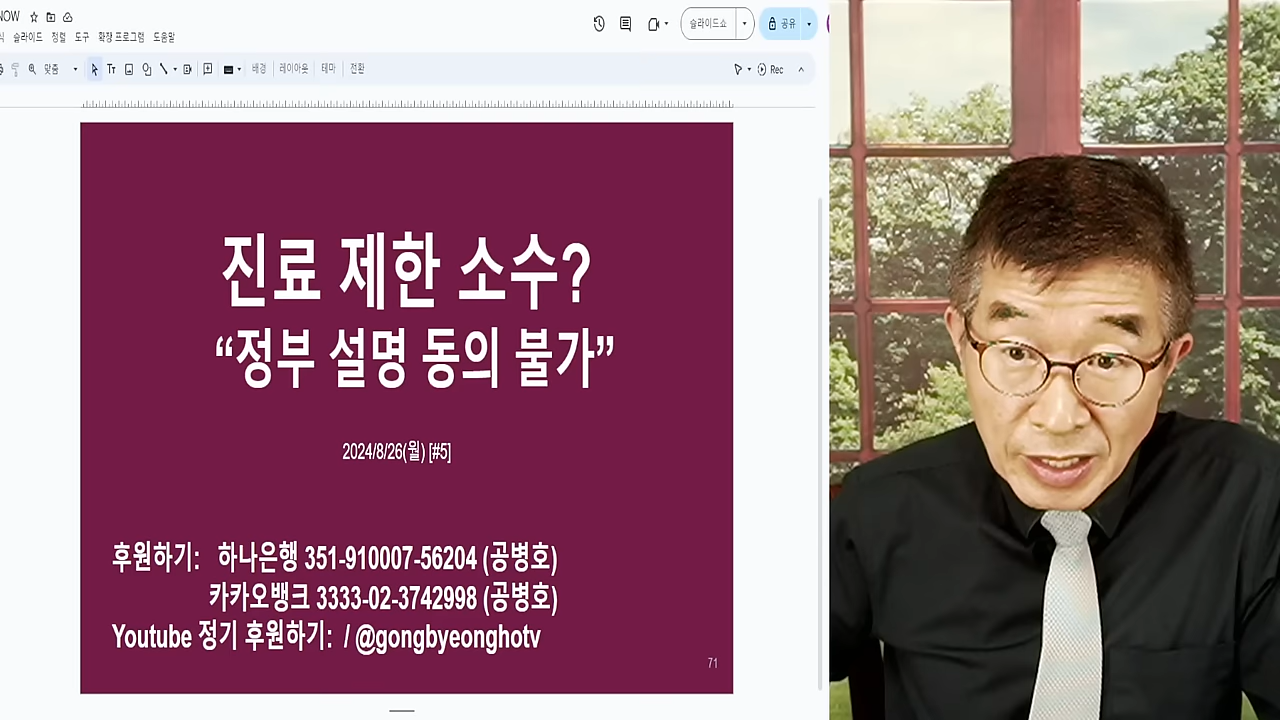 NOW
슬라이드쇼
공유
식 슬라이드 정렬 도구 확장 프로그램 도움말
맞춤
배경
레이아웃
테마
전환
Rec
진료 제한 소수?
“정부 설명 동의 불가”
2024/8/26(월) [#5]
후원하기: 하나은행 351-910007-56204 (공병호)
카카오뱅크 3333-02-3742998 (공병호)
Youtube 정기 후원하기: / @gongbyeonghotv
71